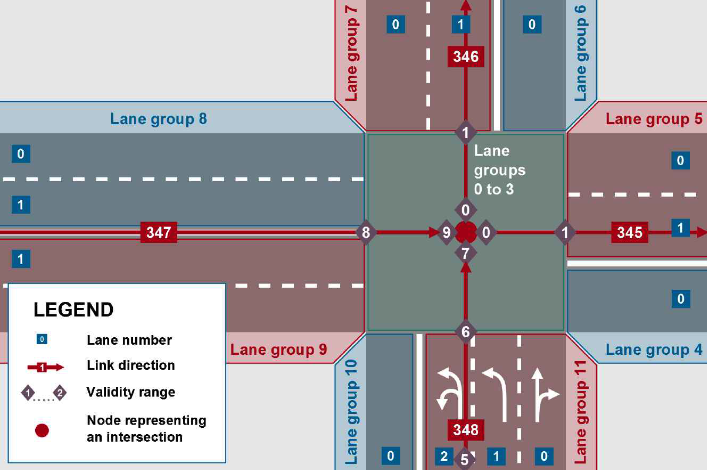 Lane group 7
0
1
0
Lane group 6
346
Lane group 8
Lane group 5
1
Lane
groups
0 to 3
0
0
1
0
347
8
9
0
1
345
1
7
1
0
LEGEND
0
Lane number
1
Link direction
1
2
Validity range
Node representing
an intersection
Lane group 9
Lane group 10
6
Lane group 11
Lane group 4
348
0
2
5
1
0